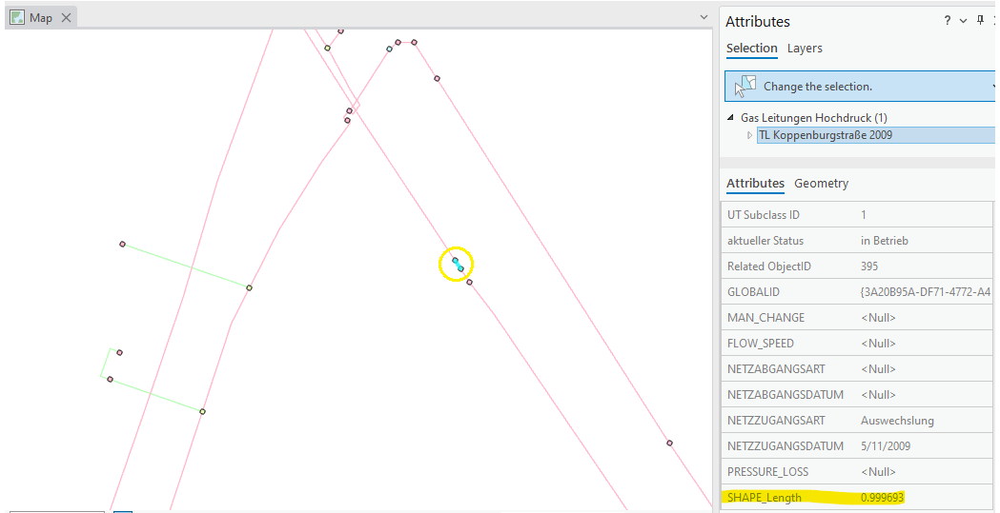 Map
Attributes
?
Selection Layers
Change the selection.
Gas Leitungen Hochdruck (1)
TL Koppenburgstraße 2009
Attributes Geometry
UT Subclass ID 1
aktueller Status in Betrieb
Related ObjectID 395
GLOBALID {3A20B95A-DF71-4772-A4
MAN_CHANGE <Null>
FLOW_SPEED <Null>
NETZABGANGSART <Null>
NETZABGANGSDATUM <Null>
NETZZUGANGSART Auswechslung
NETZZUGANGSDATUM 5/11/2009
PRESSURE_LOSS <Null>
SHAPE_Length 0.999693